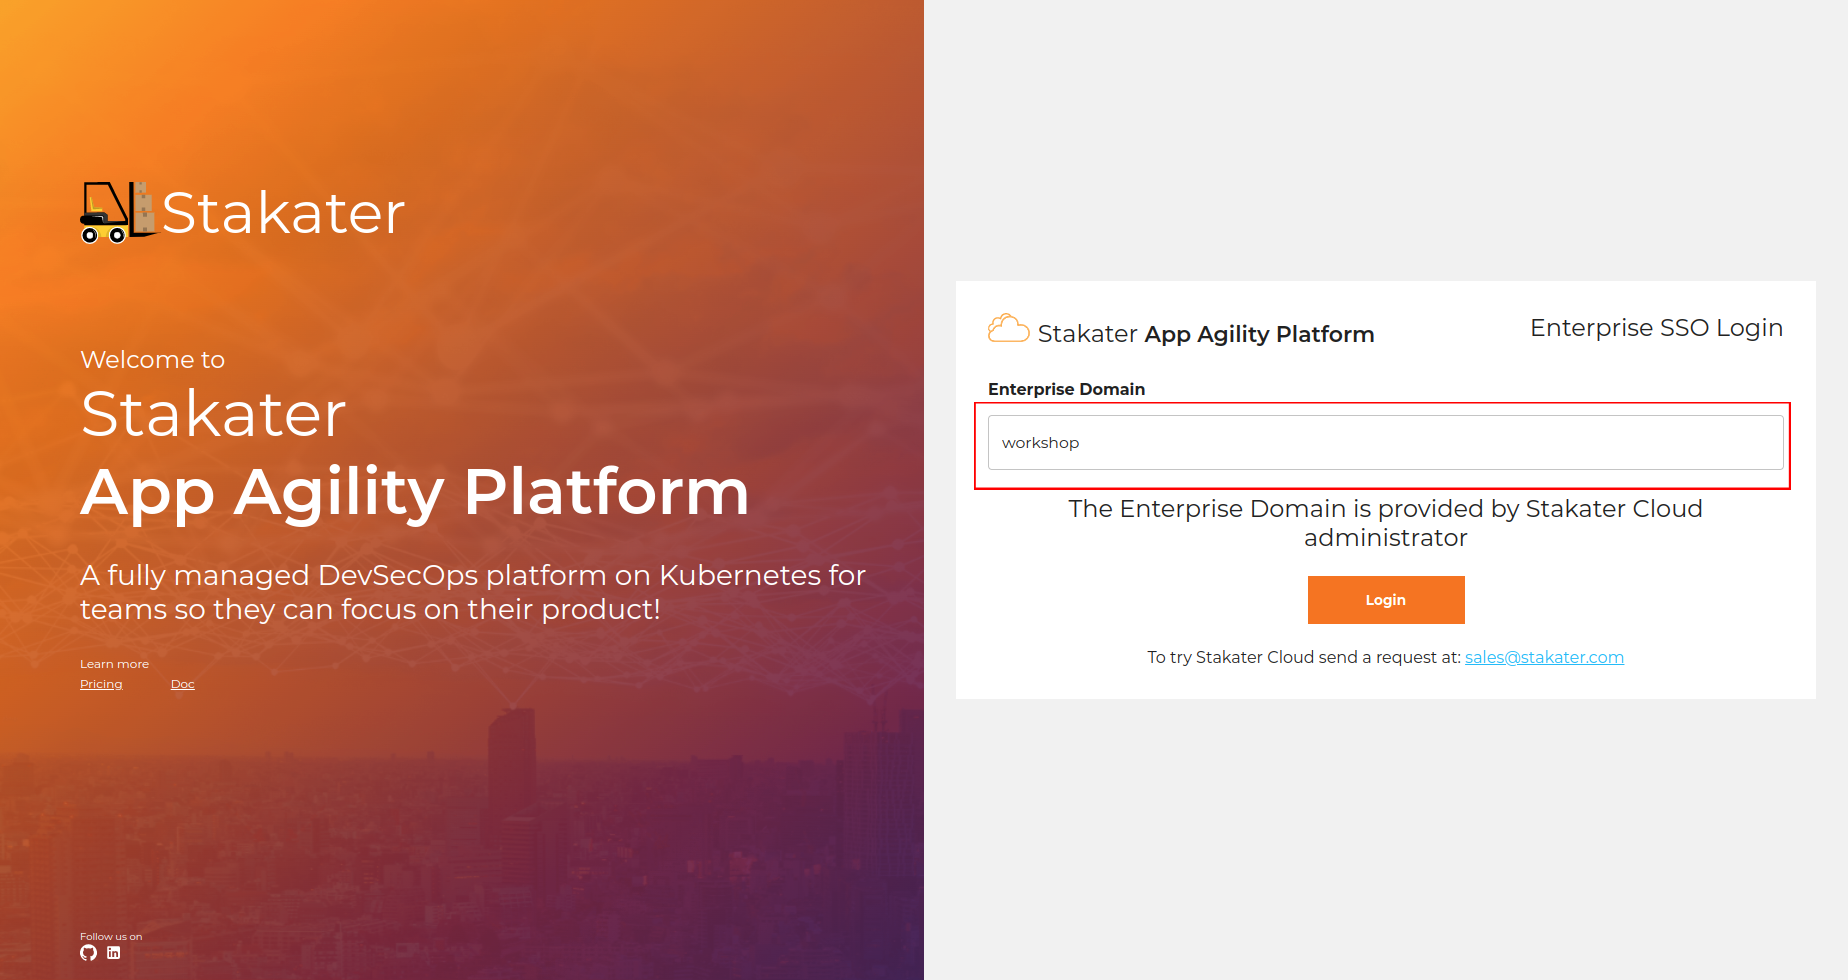 Stakater
Welcome to
Stakater
App Agility Platform
A fully managed DevSecOps platform on Kubernetes for
teams so they can focus on their product!
Learn more
Pricing Doc
Follow us on
Stakater App Agility Platform
Enterprise SSO Login
Enterprise Domain
workshop
The Enterprise Domain is provided by Stakater Cloud
administrator
Login
To try Stakater Cloud send a request at: sales@stakater.com